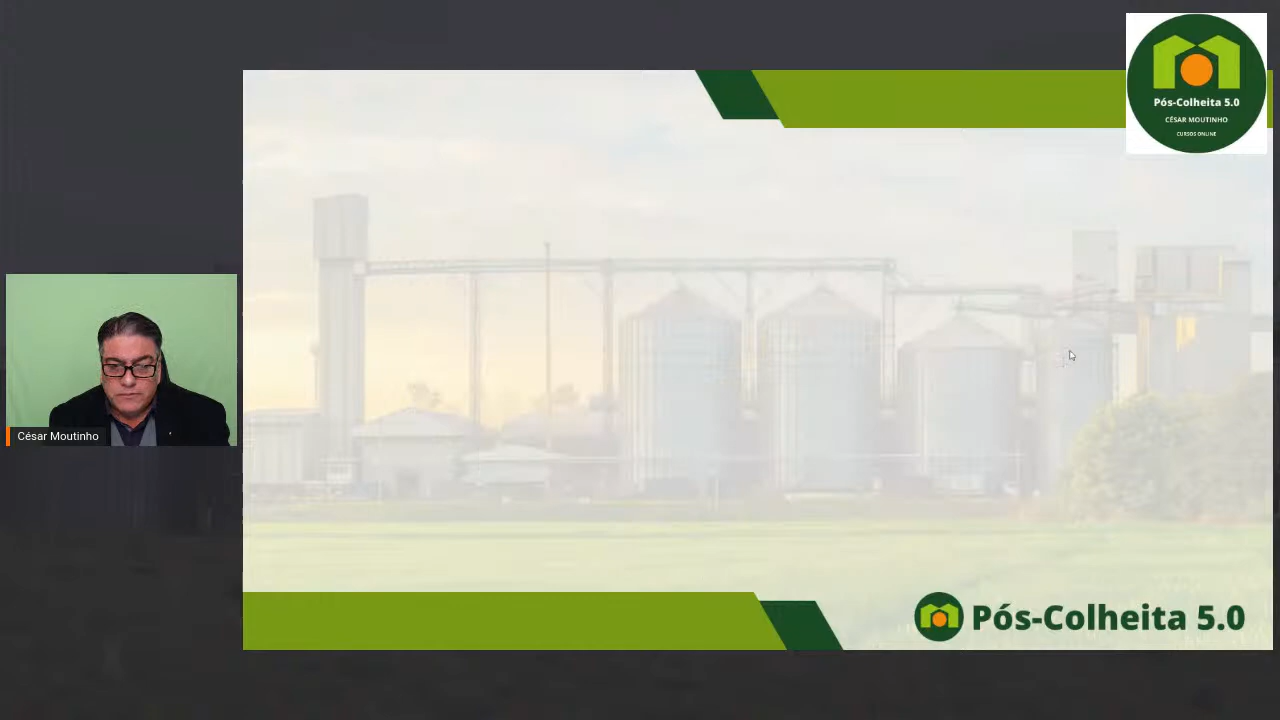 Pós-Colheita 5.0
CÉSAR MOUTINHO
CURSOS ONLINE
César Moutinho
Pós-Colheita 5.0